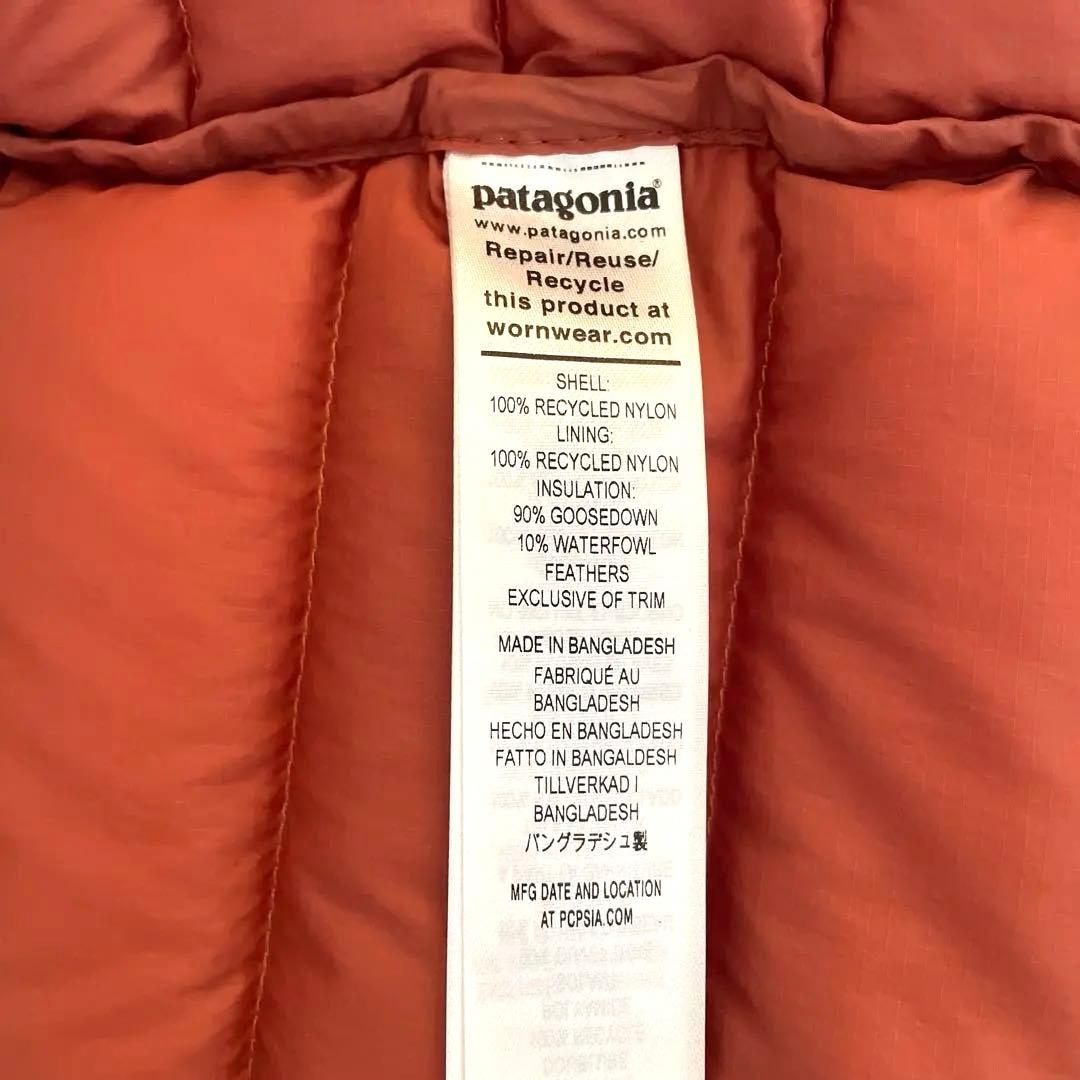 patagonia®
www.patagonia.com
Repair/Reuse/
Recycle
this product at
wornwear.com
SHELL:
100% RECYCLED NYLON
LINING:
100% RECYCLED NYLON
INSULATION:
90% GOOSEDOWN
10% WATERFOWL
FEATHERS
EXCLUSIVE OF TRIM
MADE IN BANGLADESH
FABRIQUÉ AU
BANGLADESH
HECHO EN BANGLADESH
FATTO IN BANGALDESH
TILLVERKAD I
BANGLADESH
バングラデシュ製
MFG DATE AND LOCATION
AT PCPSIA.COM